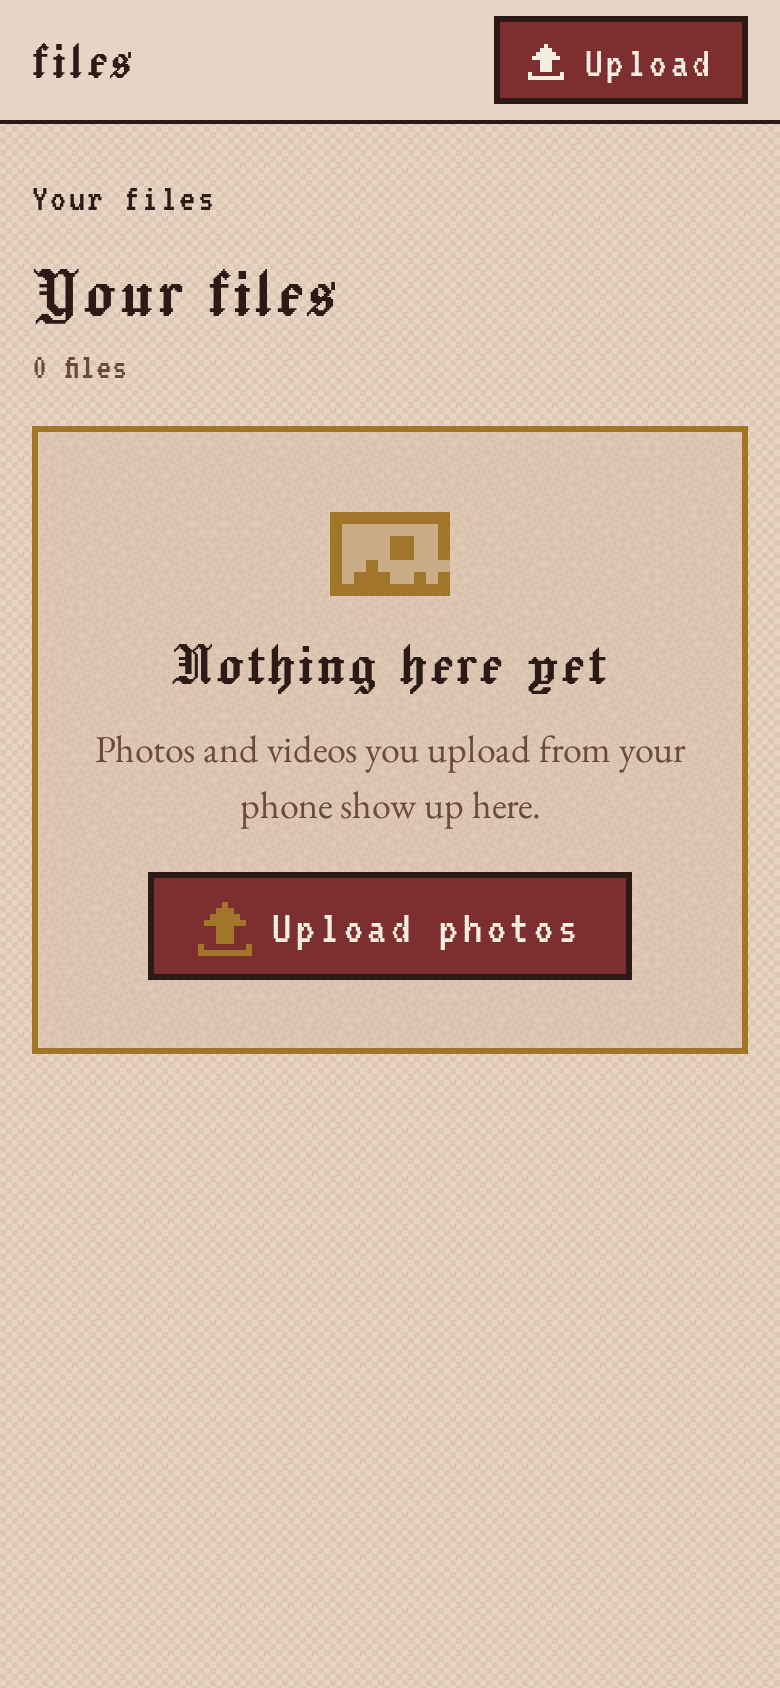 files
Upload
Your files
Your files
0 files
Nothing here yet
Photos and videos you upload from your
phone show up here.
Upload photos